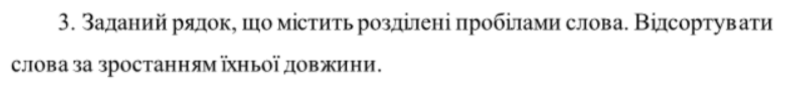 3. Заданий рядок, що містить розділені пробілами слова. Відсортувати
слова за зростанням їхньої довжини.